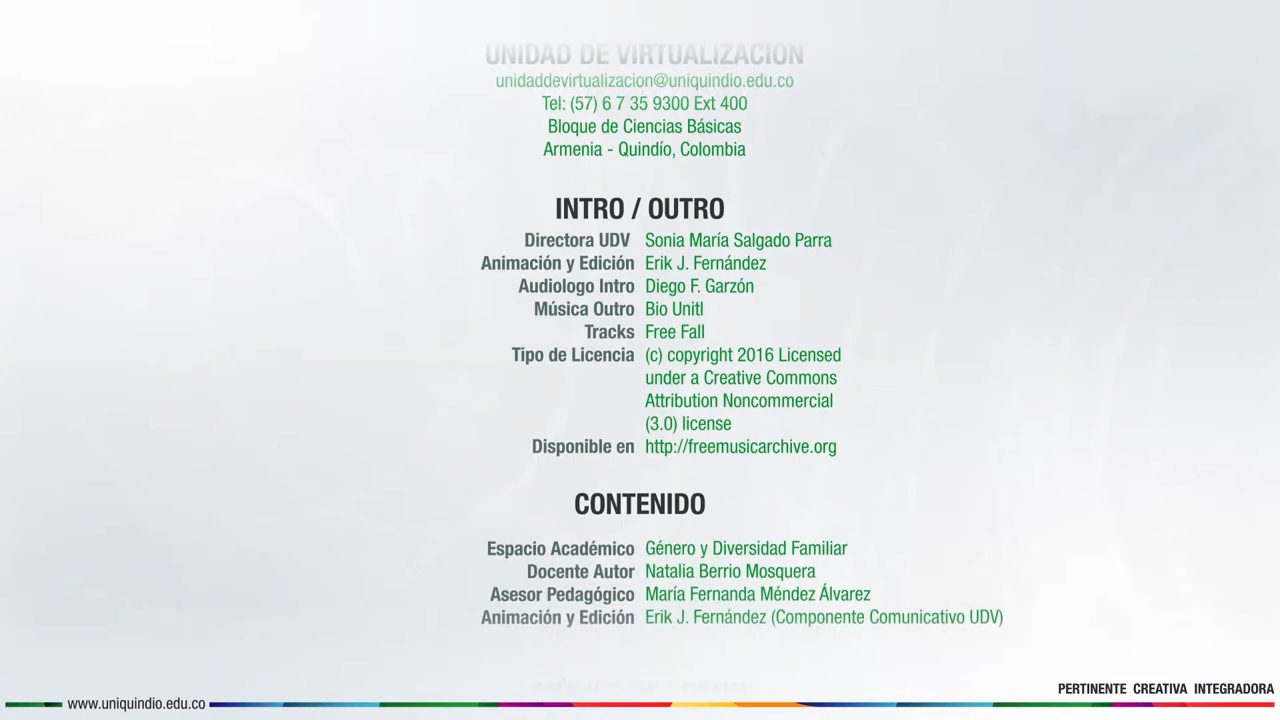 UNIDAD DE VIRTUALIZACION
unidaddevirtualizacion@uniquindio.edu.co
Tel: (57) 6 7 35 9300 Ext 400
Bloque de Ciencias Básicas
Armenia - Quindío, Colombia
INTRO / OUTRO
Directora UDV Sonia María Salgado Parra
Animación y Edición Erik J. Fernández
Audiologo Intro Diego F. Garzón
Música Outro Bio Unitl
Tracks Free Fall
Tipo de Licencia (c) copyright 2016 Licensed
under a Creative Commons
Attribution Noncommercial
(3.0) license
Disponible en http://freemusicarchive.org
CONTENIDO
Espacio Académico Género y Diversidad Familiar
Docente Autor Natalia Berrio Mosquera
Asesor Pedagógico María Fernanda Méndez Álvarez
Animación y Edición Erik J. Fernández (Componente Comunicativo UDV)
PERTINENTE CREATIVA INTEGRADORA
www.uniquindio.edu.co